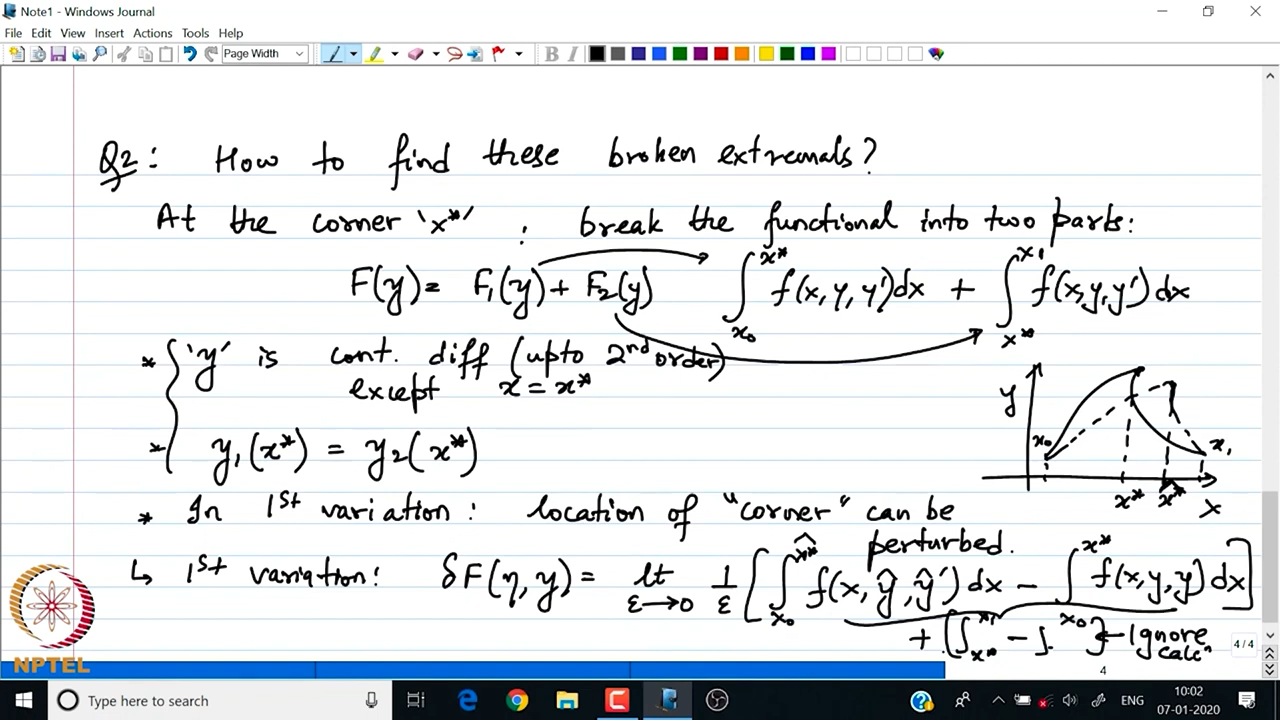 Note1 - Windows Journal
File Edit View Insert Actions Tools Help
Page Width
Q2: How to find these broken extremals?
At the corner 'x*' : break the functional into two parts:
F(y) = F₁(y) + F₂(y) ∫_{x₀}^{x*} f(x, y, y')dx + ∫_{x*}^{x₁} f(x,y,y')dx
* 'y' is cont. diff (upto 2nd order)
except x = x*
* y₁(x*) = y₂(x*)
y x₀ x₁ x* x̂* x
* In 1st variation: location of "corner" can be
perturbed.
↳ 1st variation: δF(η, y) = lt_{ε→0} 1/ε [∫_{x₀}^{x̂*} f(x, ŷ, ŷ')dx - ∫_{x₀}^{x*} f(x, y, y)dx]
+ [∫ - ∫] ← Ignore
calcⁿ
NPTEL
4/4
4
Type here to search
ENG
10:02
07-01-2020